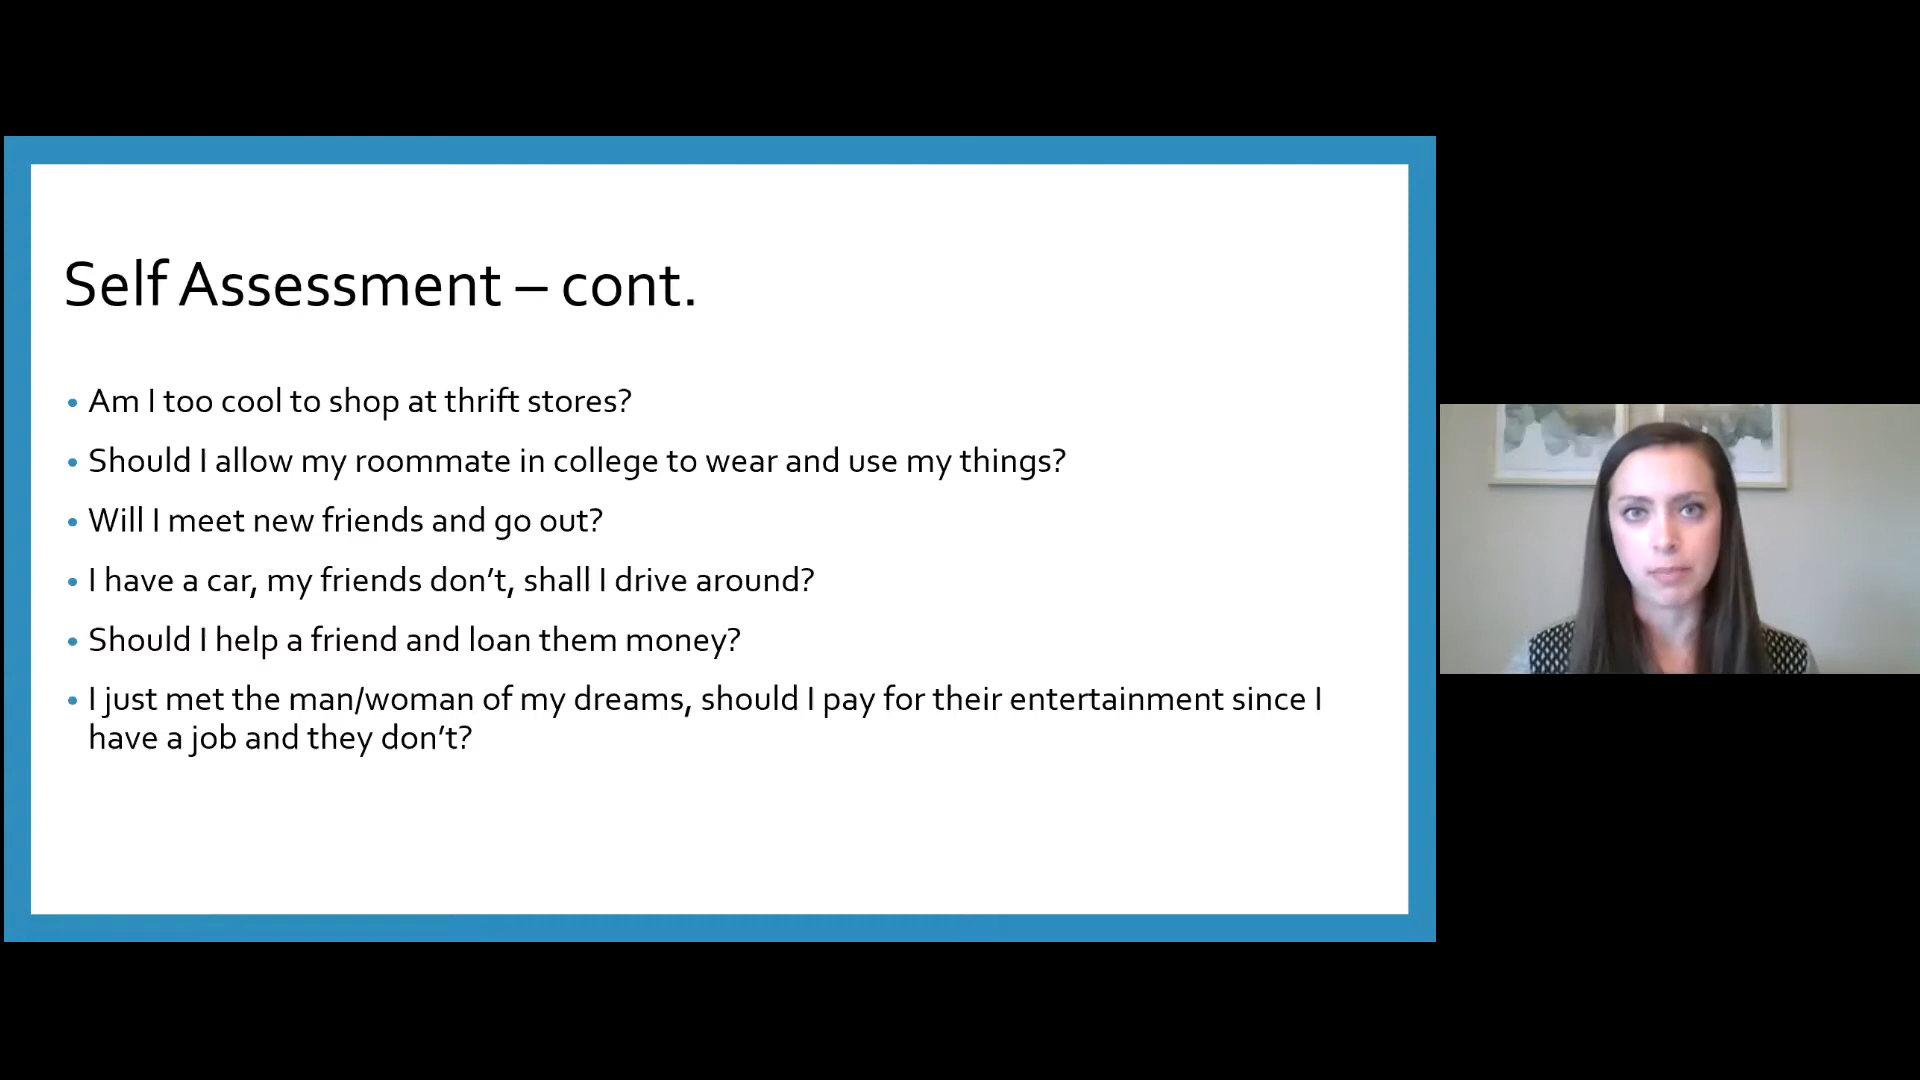 Self Assessment – cont.
• Am I too cool to shop at thrift stores?
• Should I allow my roommate in college to wear and use my things?
• Will I meet new friends and go out?
• I have a car, my friends don’t, shall I drive around?
• Should I help a friend and loan them money?
• I just met the man/woman of my dreams, should I pay for their entertainment since I
have a job and they don’t?